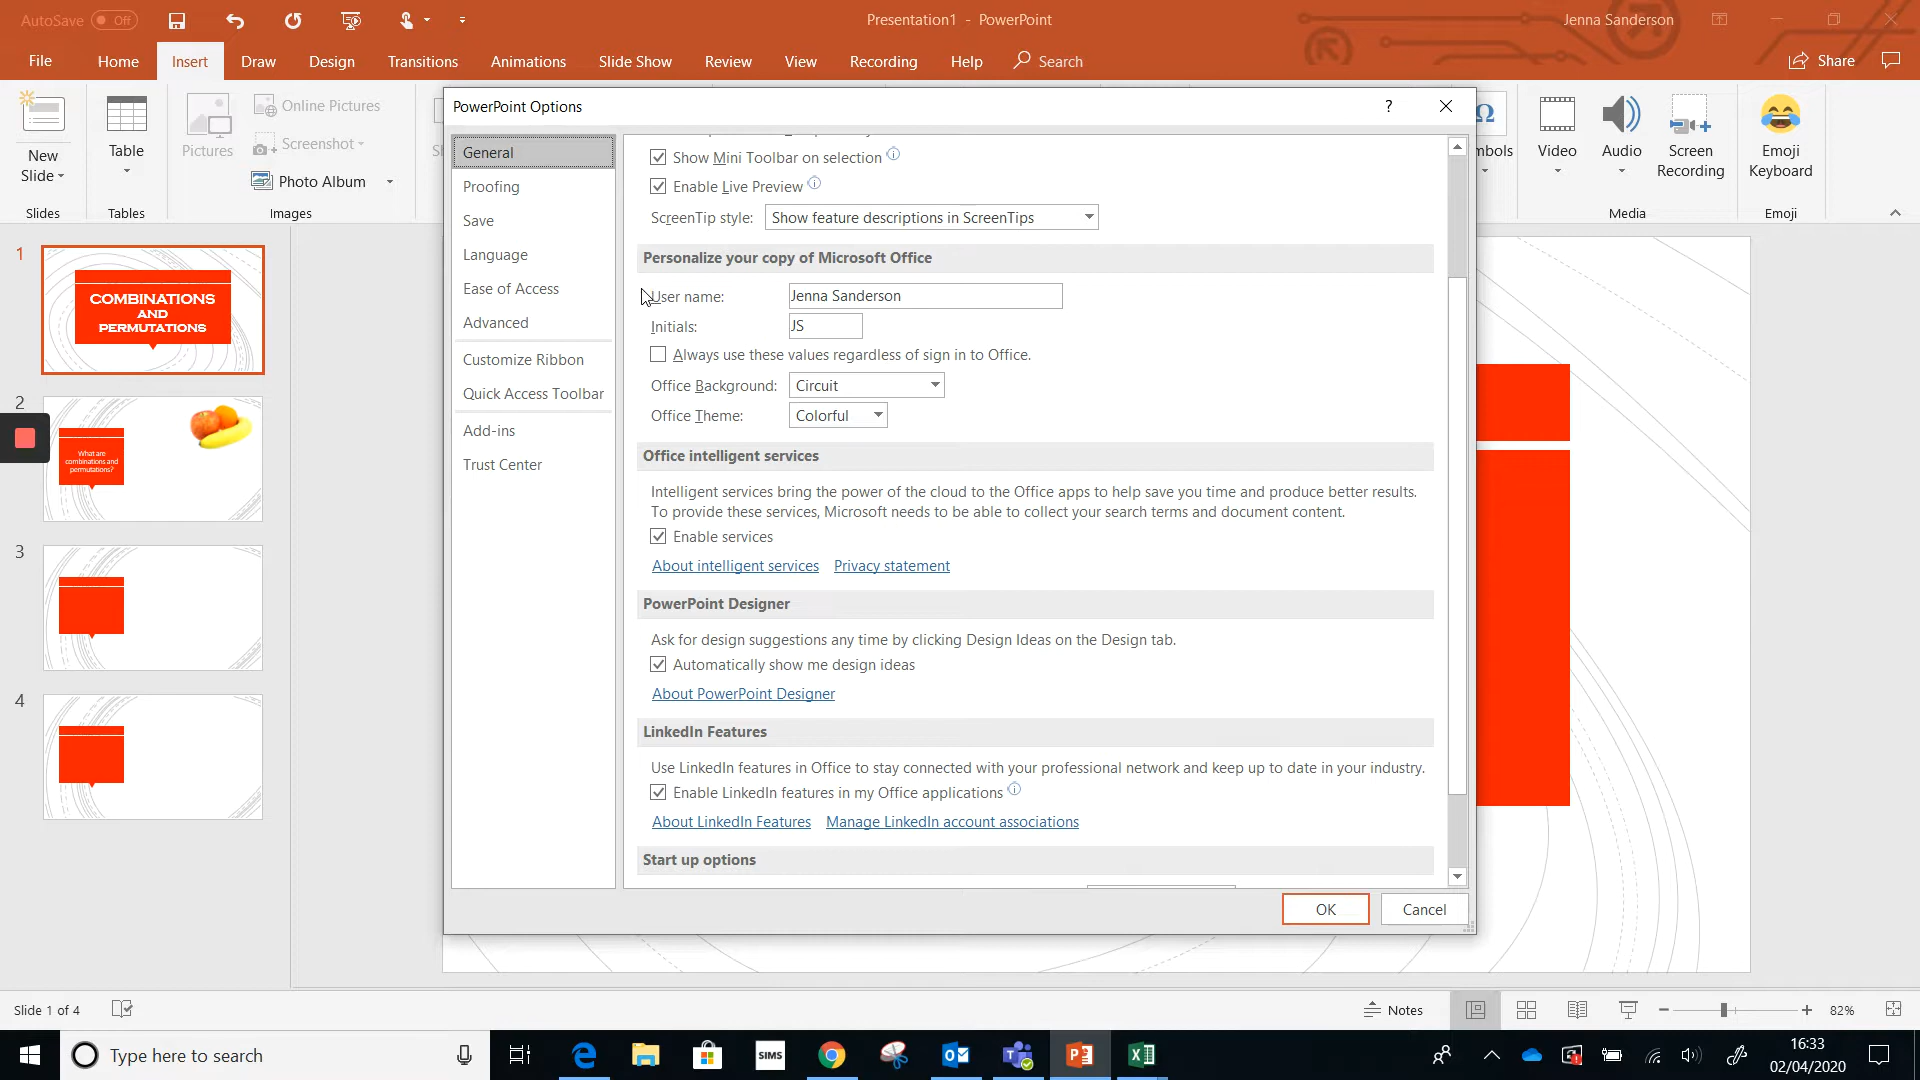 AutoSave Off
Presentation1 - PowerPoint
Jenna Sanderson
File Home Insert Draw Design Transitions Animations Slide Show Review View Recording Help Search
Share
New
Slide
Slides
Table
Tables
Pictures
Online Pictures
Screenshot
Photo Album
Images
Video
Audio
Screen
Recording
Media
Emoji
Keyboard
Emoji
PowerPoint Options
?
General
Proofing
Save
Language
Ease of Access
Advanced
Customize Ribbon
Quick Access Toolbar
Add-ins
Trust Center
Show Mini Toolbar on selection
Enable Live Preview
ScreenTip style: Show feature descriptions in ScreenTips
Personalize your copy of Microsoft Office
User name: Jenna Sanderson
Initials: JS
Always use these values regardless of sign in to Office.
Office Background: Circuit
Office Theme: Colorful
Office intelligent services
Intelligent services bring the power of the cloud to the Office apps to help save you time and produce better results.
To provide these services, Microsoft needs to be able to collect your search terms and document content.
Enable services
About intelligent services Privacy statement
PowerPoint Designer
Ask for design suggestions any time by clicking Design Ideas on the Design tab.
Automatically show me design ideas
About PowerPoint Designer
LinkedIn Features
Use LinkedIn features in Office to stay connected with your professional network and keep up to date in your industry.
Enable LinkedIn features in my Office applications
About LinkedIn Features Manage LinkedIn account associations
Start up options
OK Cancel
1
COMBINATIONS
AND
PERMUTATIONS
2
What are
combinations and
permutations?
3
4
Slide 1 of 4
Notes
82%
Type here to search
SIMS
16:33
02/04/2020